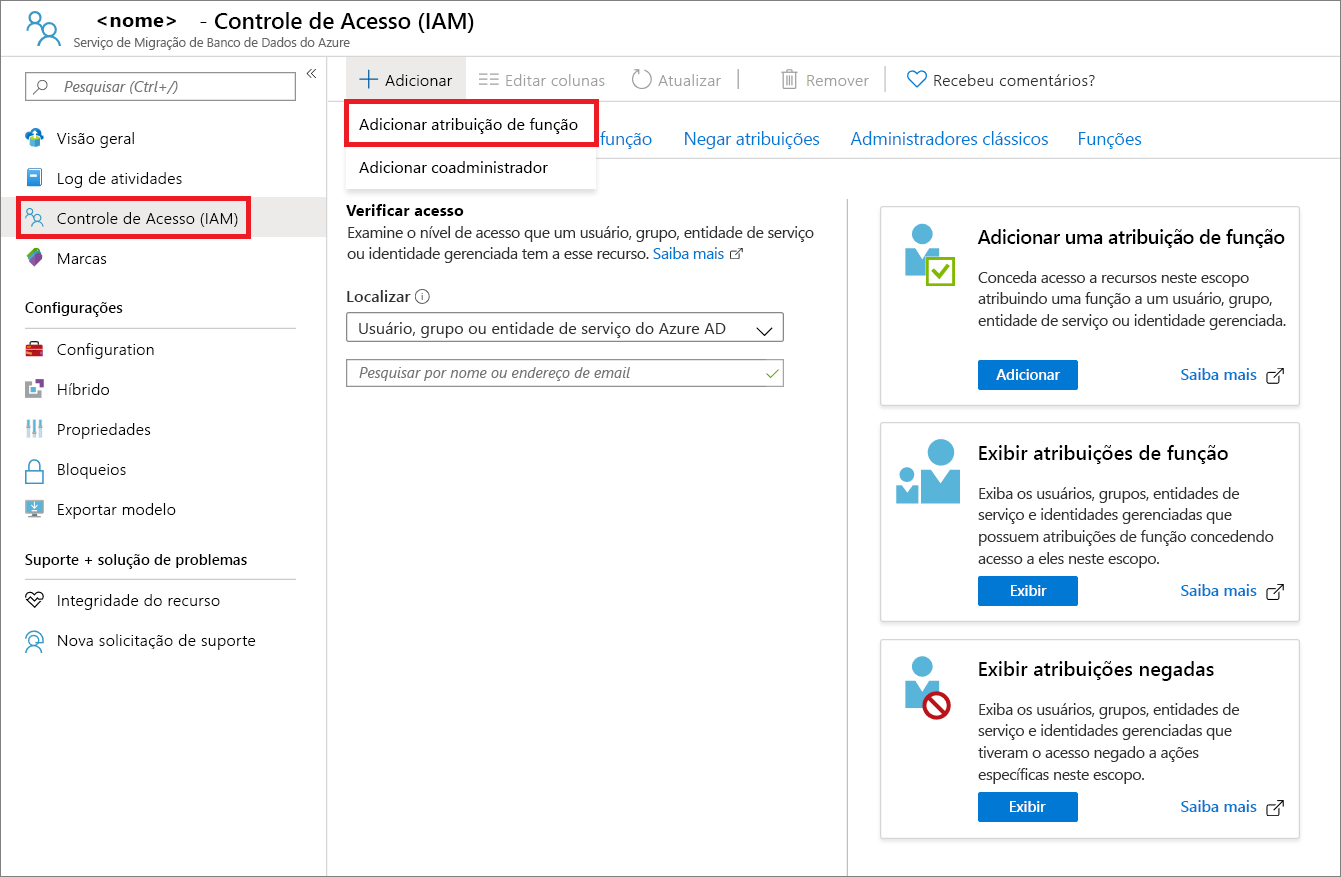 <nome> - Controle de Acesso (IAM)
Serviço de Migração de Banco de Dados do Azure
Pesquisar (Ctrl+/)
«
Visão geral
Log de atividades
Controle de Acesso (IAM)
Marcas
Configurações
Configuration
Híbrido
Propriedades
Bloqueios
Exportar modelo
Suporte + solução de problemas
Integridade do recurso
Nova solicitação de suporte
Adicionar
Editar colunas
Atualizar
Remover
Recebeu comentários?
Adicionar atribuição de função
Adicionar coadministrador
função
Negar atribuições
Administradores clássicos
Funções
Verificar acesso
Examine o nível de acesso que um usuário, grupo, entidade de serviço
ou identidade gerenciada tem a esse recurso. Saiba mais
Localizar
Usuário, grupo ou entidade de serviço do Azure AD
Pesquisar por nome ou endereço de email
Adicionar uma atribuição de função
Conceda acesso a recursos neste escopo
atribuindo uma função a um usuário, grupo,
entidade de serviço ou identidade gerenciada.
Adicionar
Saiba mais
Exibir atribuições de função
Exiba os usuários, grupos, entidades de
serviço e identidades gerenciadas que
possuem atribuições de função concedendo
acesso a eles neste escopo.
Exibir
Saiba mais
Exibir atribuições negadas
Exiba os usuários, grupos, entidades de
serviço e identidades gerenciadas que
tiveram o acesso negado a ações
específicas neste escopo.
Exibir
Saiba mais